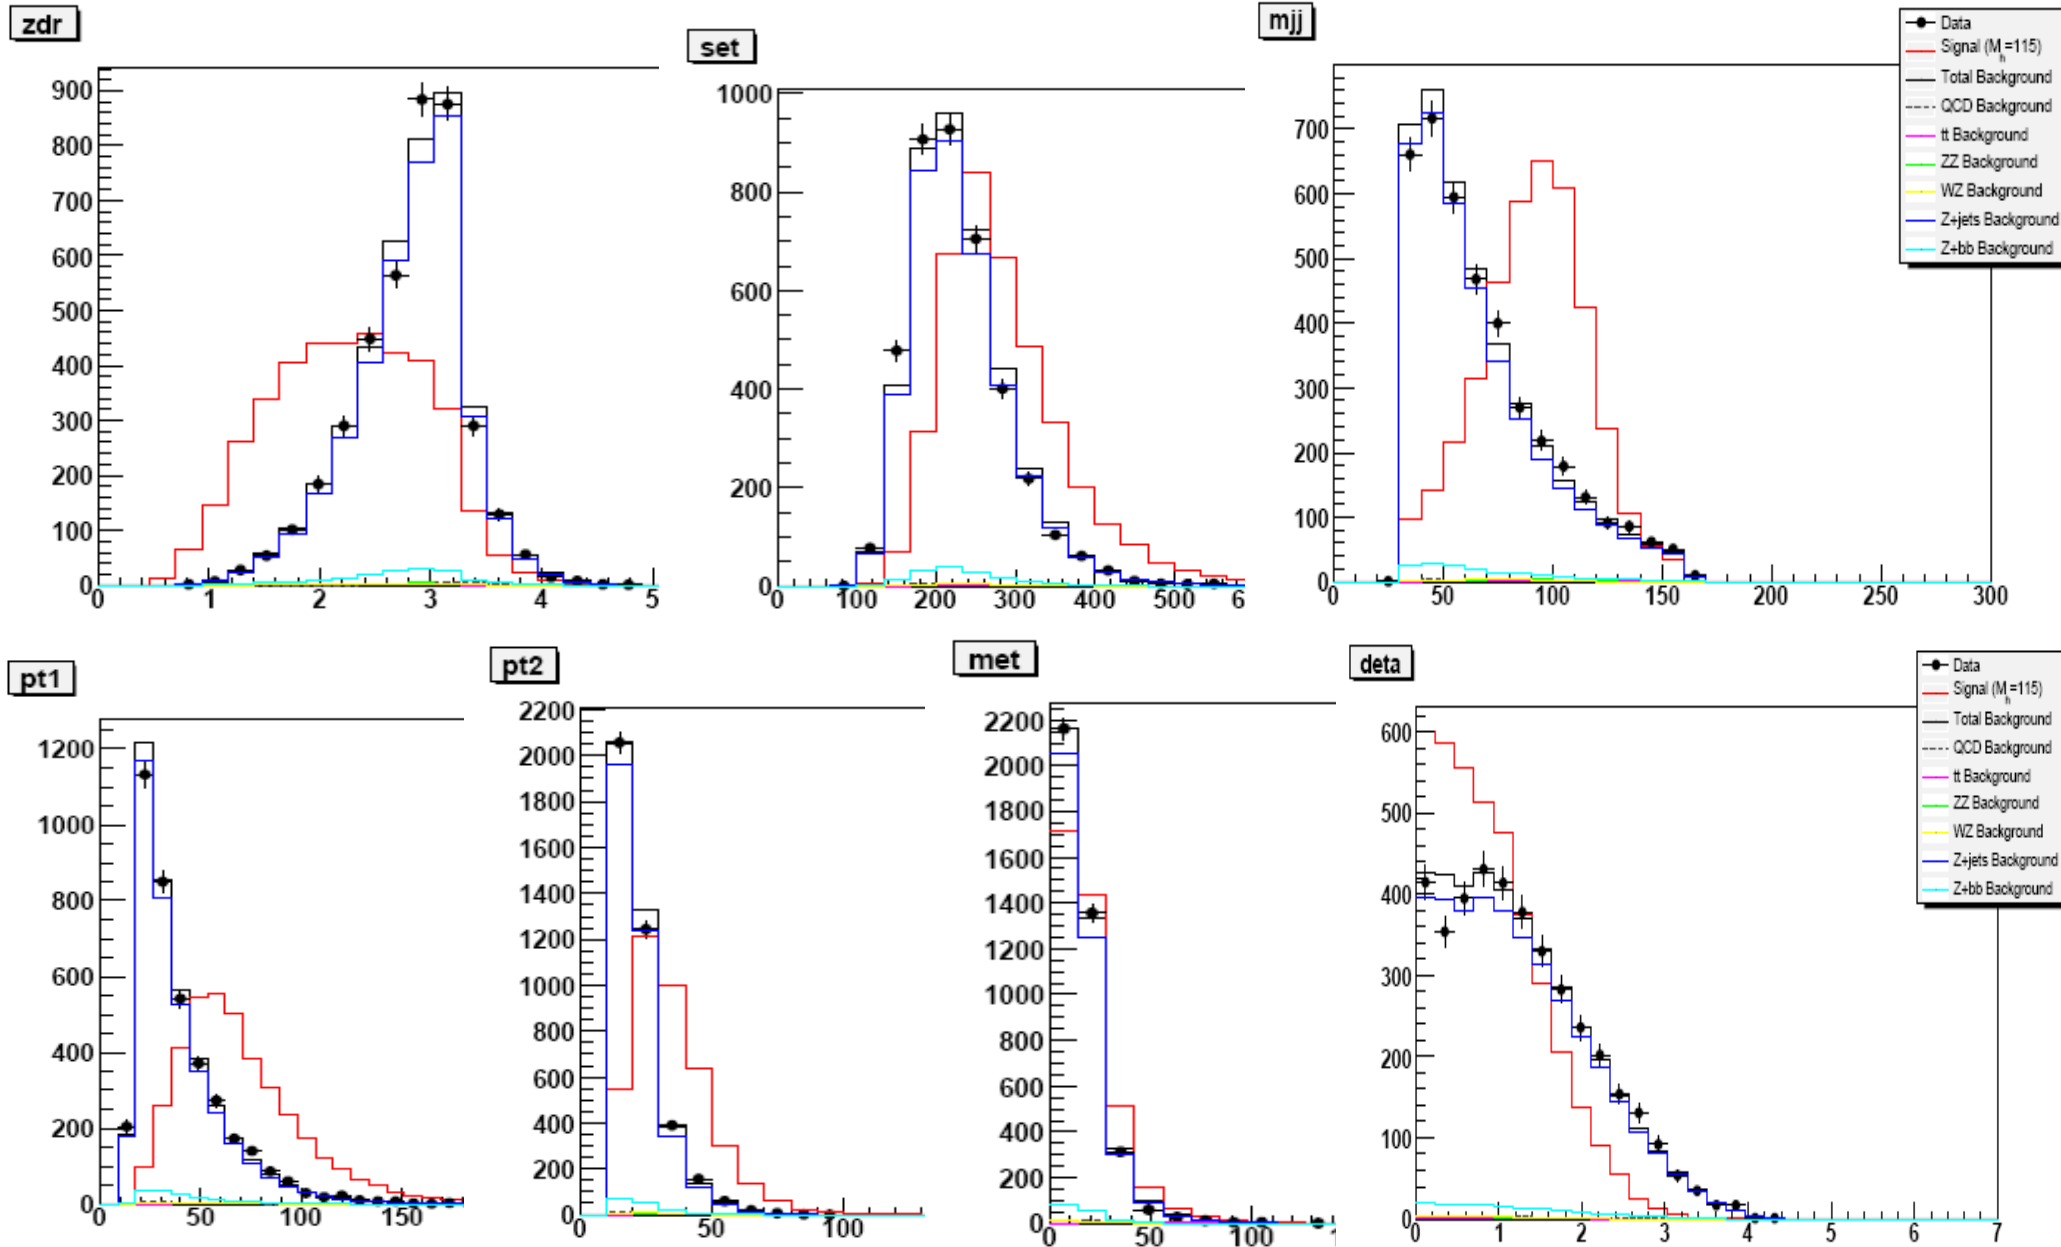 zdr
900
800
700
600
500
400
300
200
100
0
0 1 2 3 4 5
set
1000
800
600
400
200
0
0 100 200 300 400 500 6
mjj
700
600
500
400
300
200
100
0
0 50 100 150 200 250 300
Data
Signal (M_h=115)
Total Background
QCD Background
tt Background
ZZ Background
WZ Background
Z+jets Background
Z+bb Background
pt1
1200
1000
800
600
400
200
0
0 50 100 150
pt2
2200
2000
1800
1600
1400
1200
1000
800
600
400
200
0
0 50 100
met
2200
2000
1800
1600
1400
1200
1000
800
600
400
200
0
0 50 100 1
deta
600
500
400
300
200
100
0
0 1 2 3 4 5 6 7
Data
Signal (M_h=115)
Total Background
QCD Background
tt Background
ZZ Background
WZ Background
Z+jets Background
Z+bb Background